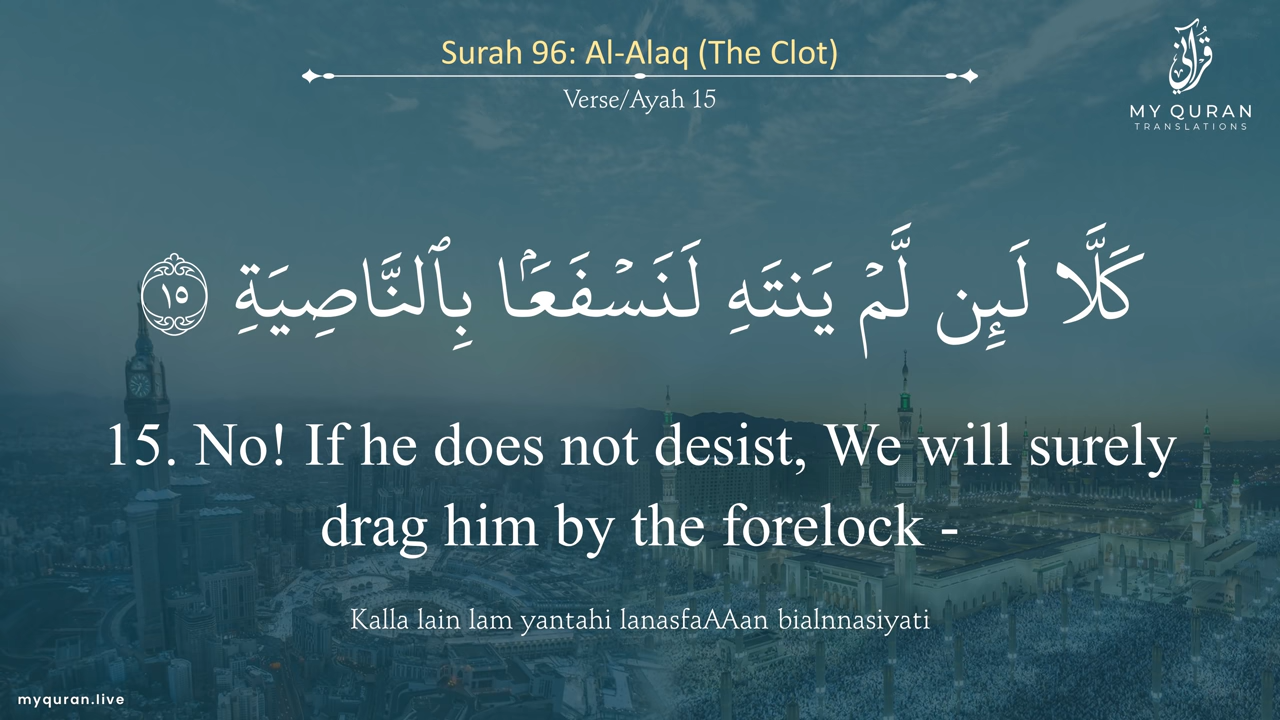 Surah 96: Al-Alaq (The Clot)
Verse/Ayah 15
قرآني
MY QURAN
TRANSLATIONS
كَلَّا لَئِن لَّمْ يَنتَهِ لَنَسْفَعًۢا بِٱلنَّاصِيَةِ ١٥
15. No! If he does not desist, We will surely
drag him by the forelock -
Kalla lain lam yantahi lanasfaAAan bialnnasiyati
myquran.live